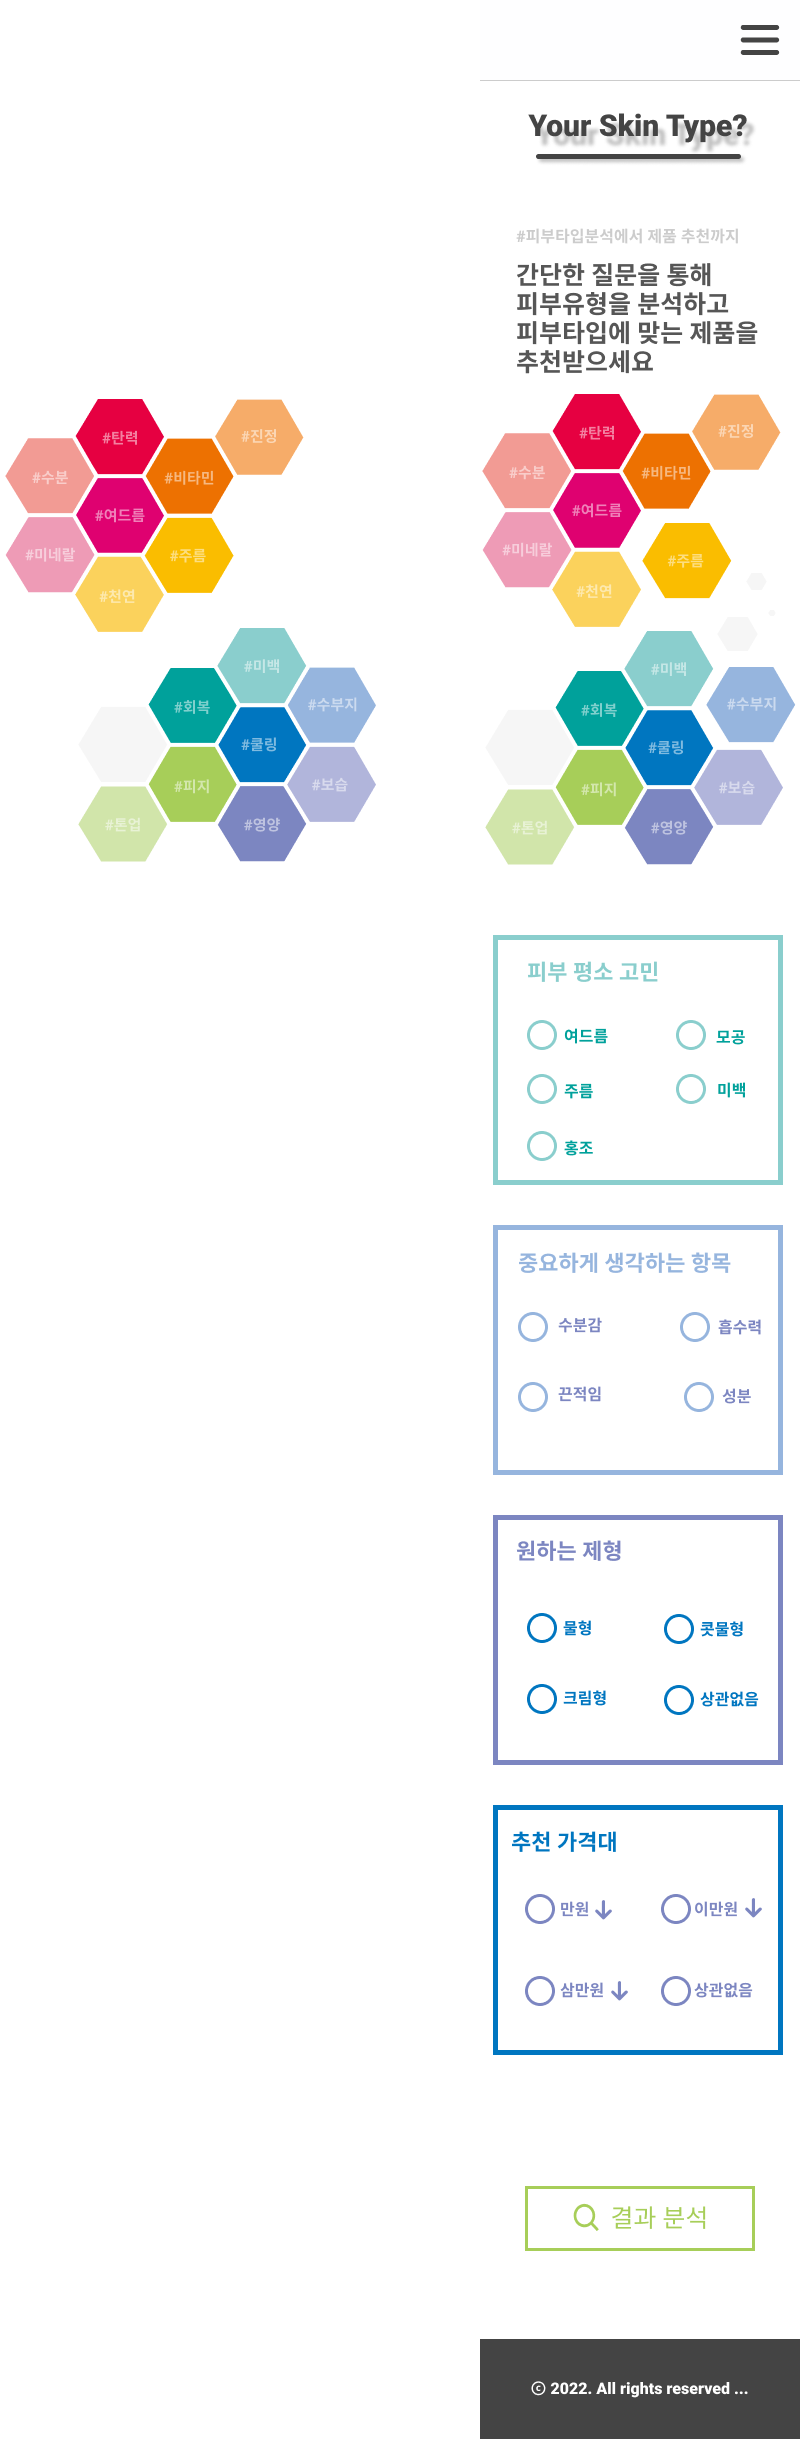 Your Skin Type?
#피부타입분석에서 제품 추천까지
간단한 질문을 통해
피부유형을 분석하고
피부타입에 맞는 제품을
추천받으세요
#탄력
#진정
#수분
#비타민
#여드름
#미네랄
#주름
#천연
#미백
#회복
#수부지
#쿨링
#피지
#보습
#톤업
#영양
#탄력
#진정
#수분
#비타민
#여드름
#미네랄
#주름
#천연
#미백
#회복
#수부지
#쿨링
#피지
#보습
#톤업
#영양
피부 평소 고민
여드름 모공
주름 미백
홍조
중요하게 생각하는 항목
수분감 흡수력
끈적임 성분
원하는 제형
물형 콧물형
크림형 상관없음
추천 가격대
만원 ↓ 이만원 ↓
삼만원 ↓ 상관없음
결과 분석
© 2022. All rights reserved ...